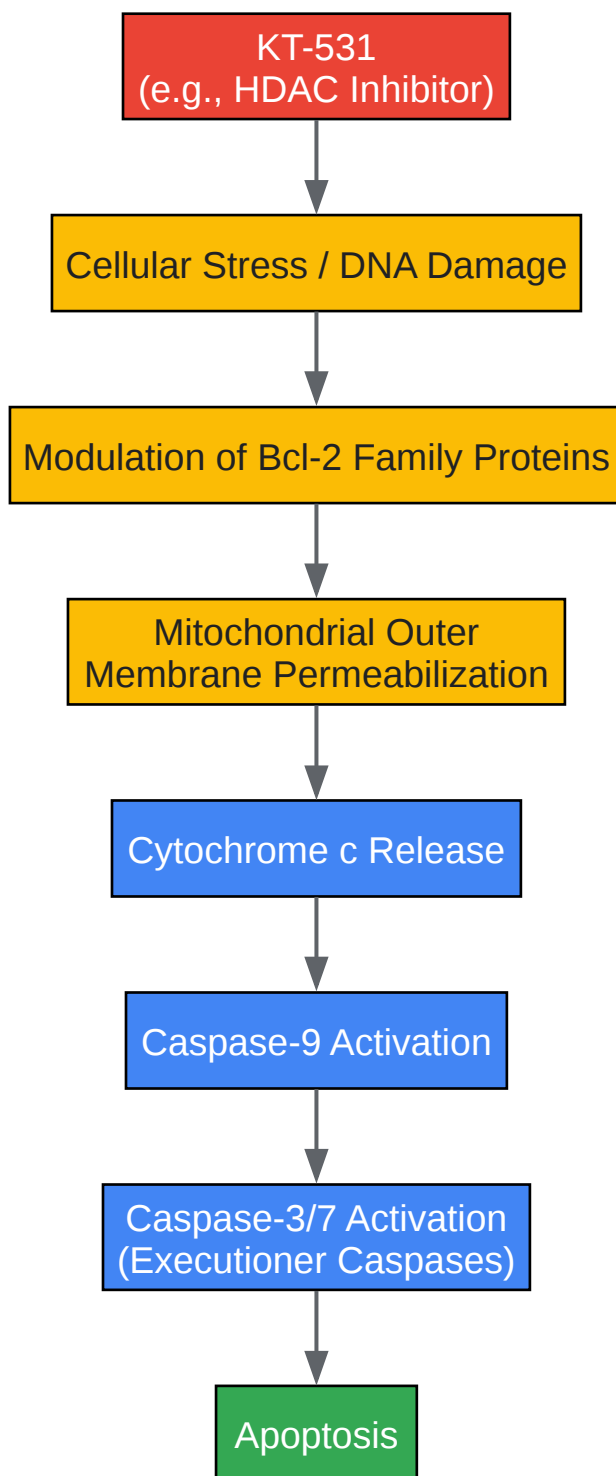 KT-531
(e.g., HDAC Inhibitor)
Cellular Stress / DNA Damage
Modulation of Bcl-2 Family Proteins
Mitochondrial Outer
Membrane Permeabilization
Cytochrome c Release
Caspase-9 Activation
Caspase-3/7 Activation
(Executioner Caspases)
Apoptosis